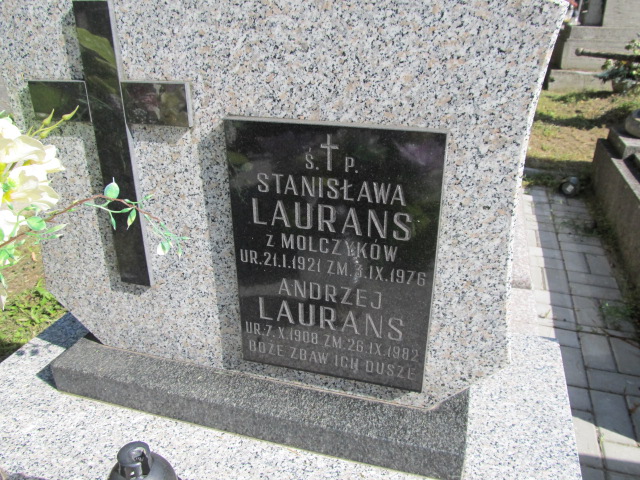 Ś. P.
STANISŁAWA
LAURANS
Z MOLCZYKÓW
UR. 21.I.1921 ZM. 3.IX.1976
ANDRZEJ
LAURANS
UR. 7.X.1908 ZM. 26.IX.1982
BOŻE ZBAW ICH DUSZE